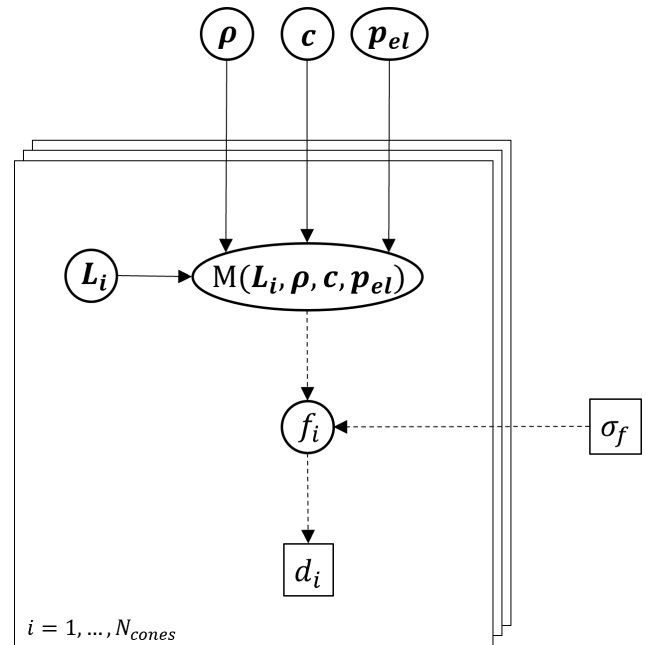 ρ c p_el
L_i M(L_i, ρ, c, p_el)
f_i σ_f
d_i
i = 1, …, N_cones